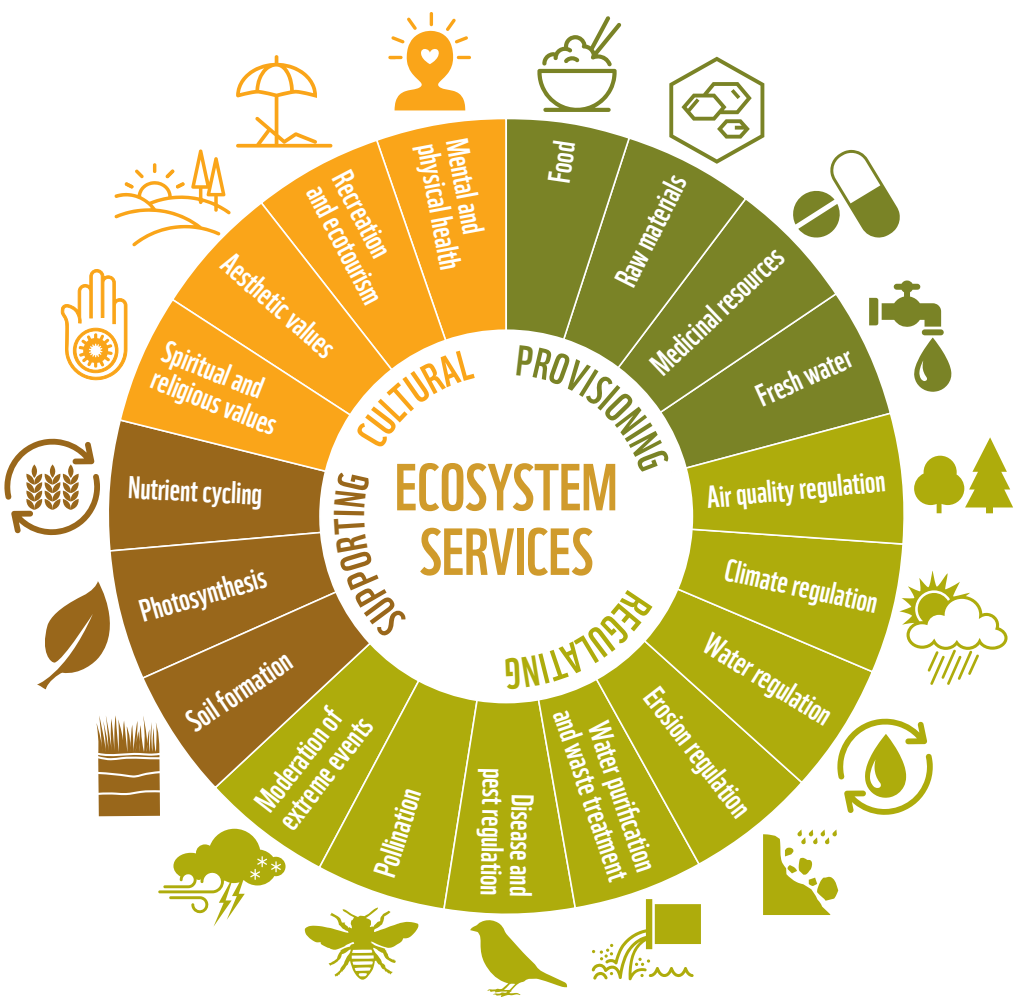 ECOSYSTEM
SERVICES
PROVISIONING
Food
Raw materials
Medicinal resources
Fresh water
REGULATING
Air quality regulation
Climate regulation
Water regulation
Erosion regulation
Water purification
and waste treatment
Disease and
pest regulation
Pollination
Moderation of
extreme events
SUPPORTING
Soil formation
Photosynthesis
Nutrient cycling
CULTURAL
Spiritual and
religious values
Aesthetic values
Recreation
and ecotourism
Mental and
physical health